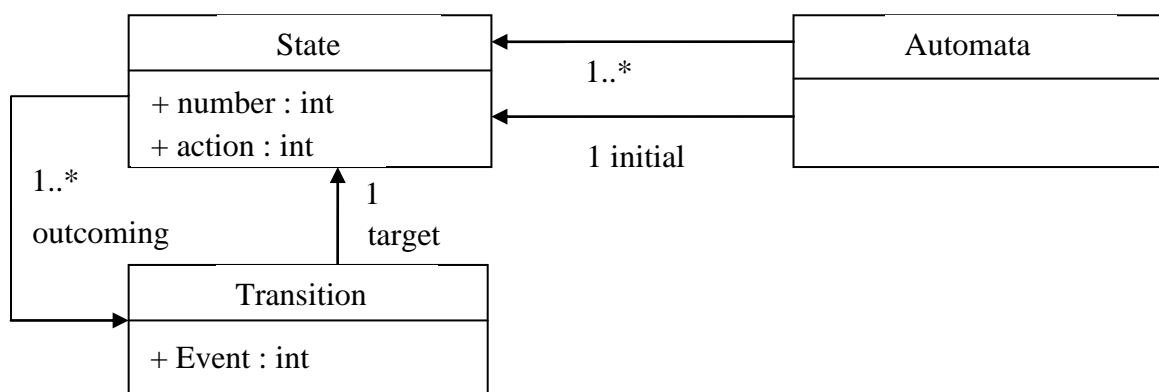 State
Automata
+ number : int
+ action : int
1..*
1 initial
1..*
outcoming
1
target
Transition
+ Event : int